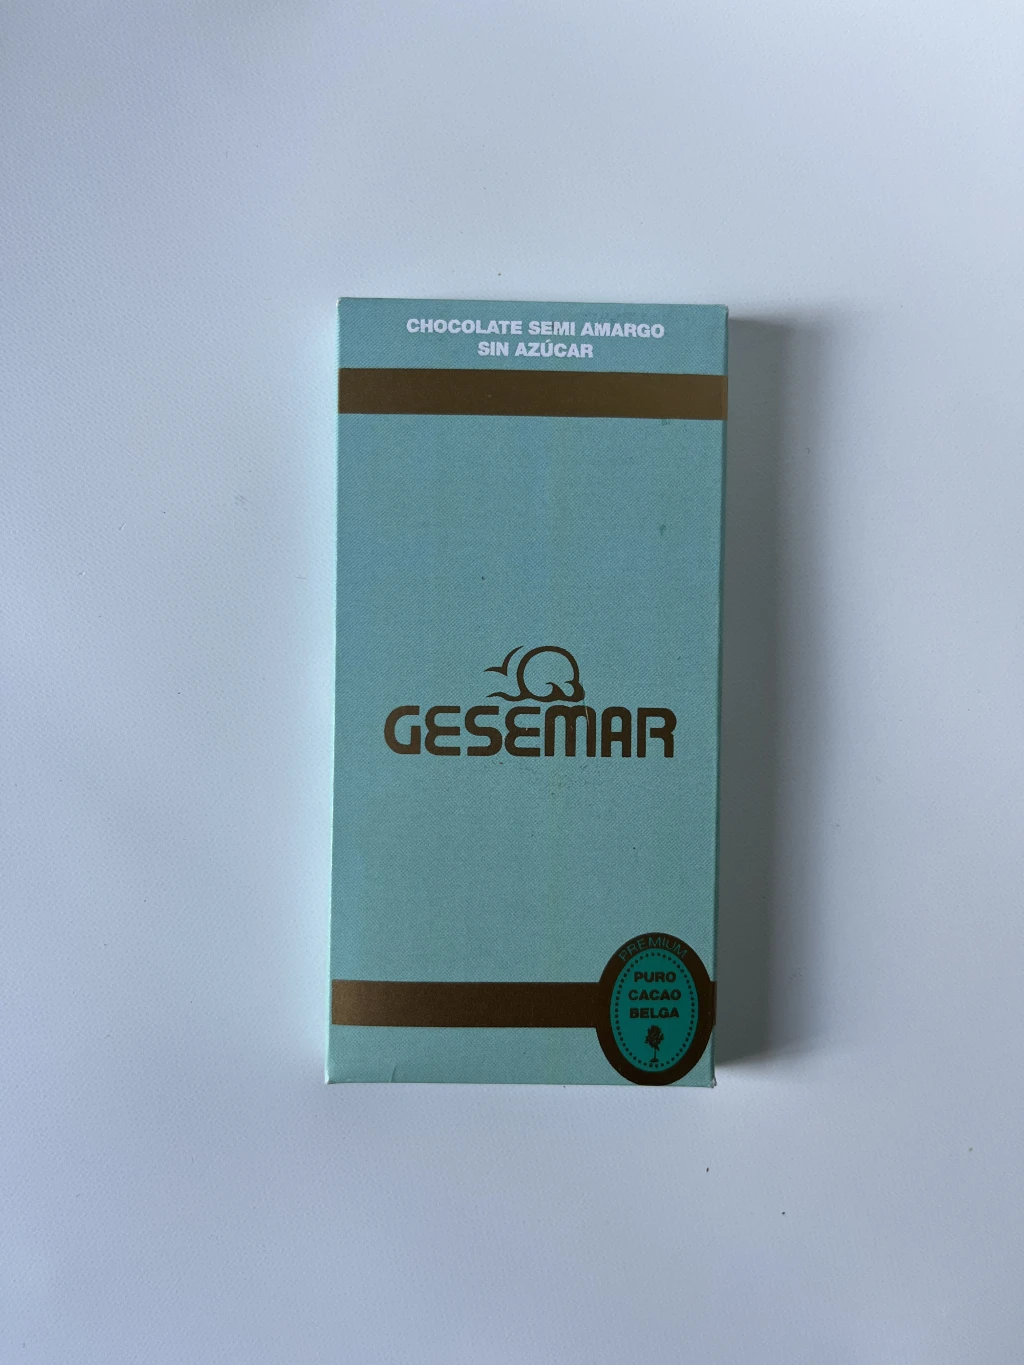 CHOCOLATE SEMI AMARGO
SIN AZÚCAR
GESEMAR
PREMIUM
PURO
CACAO
BELGA